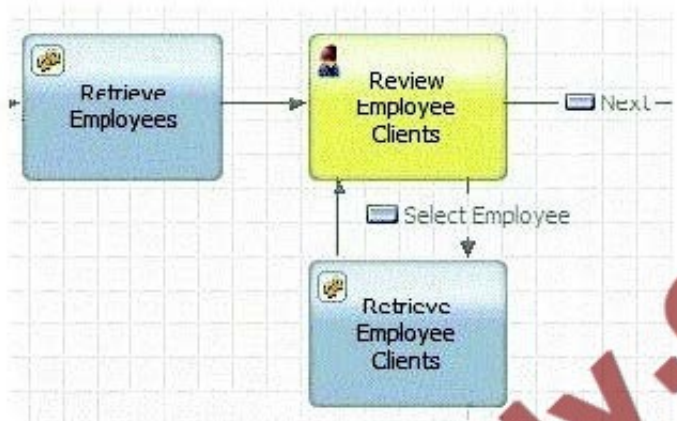 Retrieve
Employees
Review
Employee
Clients
Next
Select Employee
Retrieve
Employee
Clients